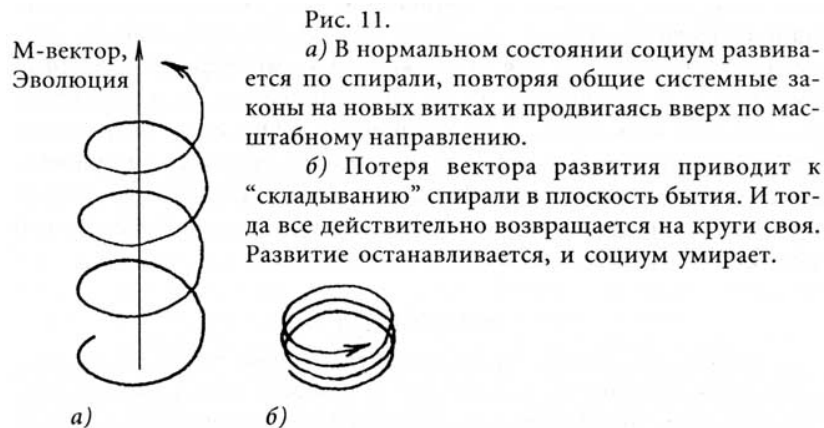 Рис. 11.
М-вектор,
Эволюция
а) В нормальном состоянии социум развива-
ется по спирали, повторяя общие системные за-
коны на новых витках и продвигаясь вверх по мас-
штабному направлению.
б) Потеря вектора развития приводит к
“складыванию” спирали в плоскость бытия. И тог-
да все действительно возвращается на круги своя.
Развитие останавливается, и социум умирает.
а)
б)